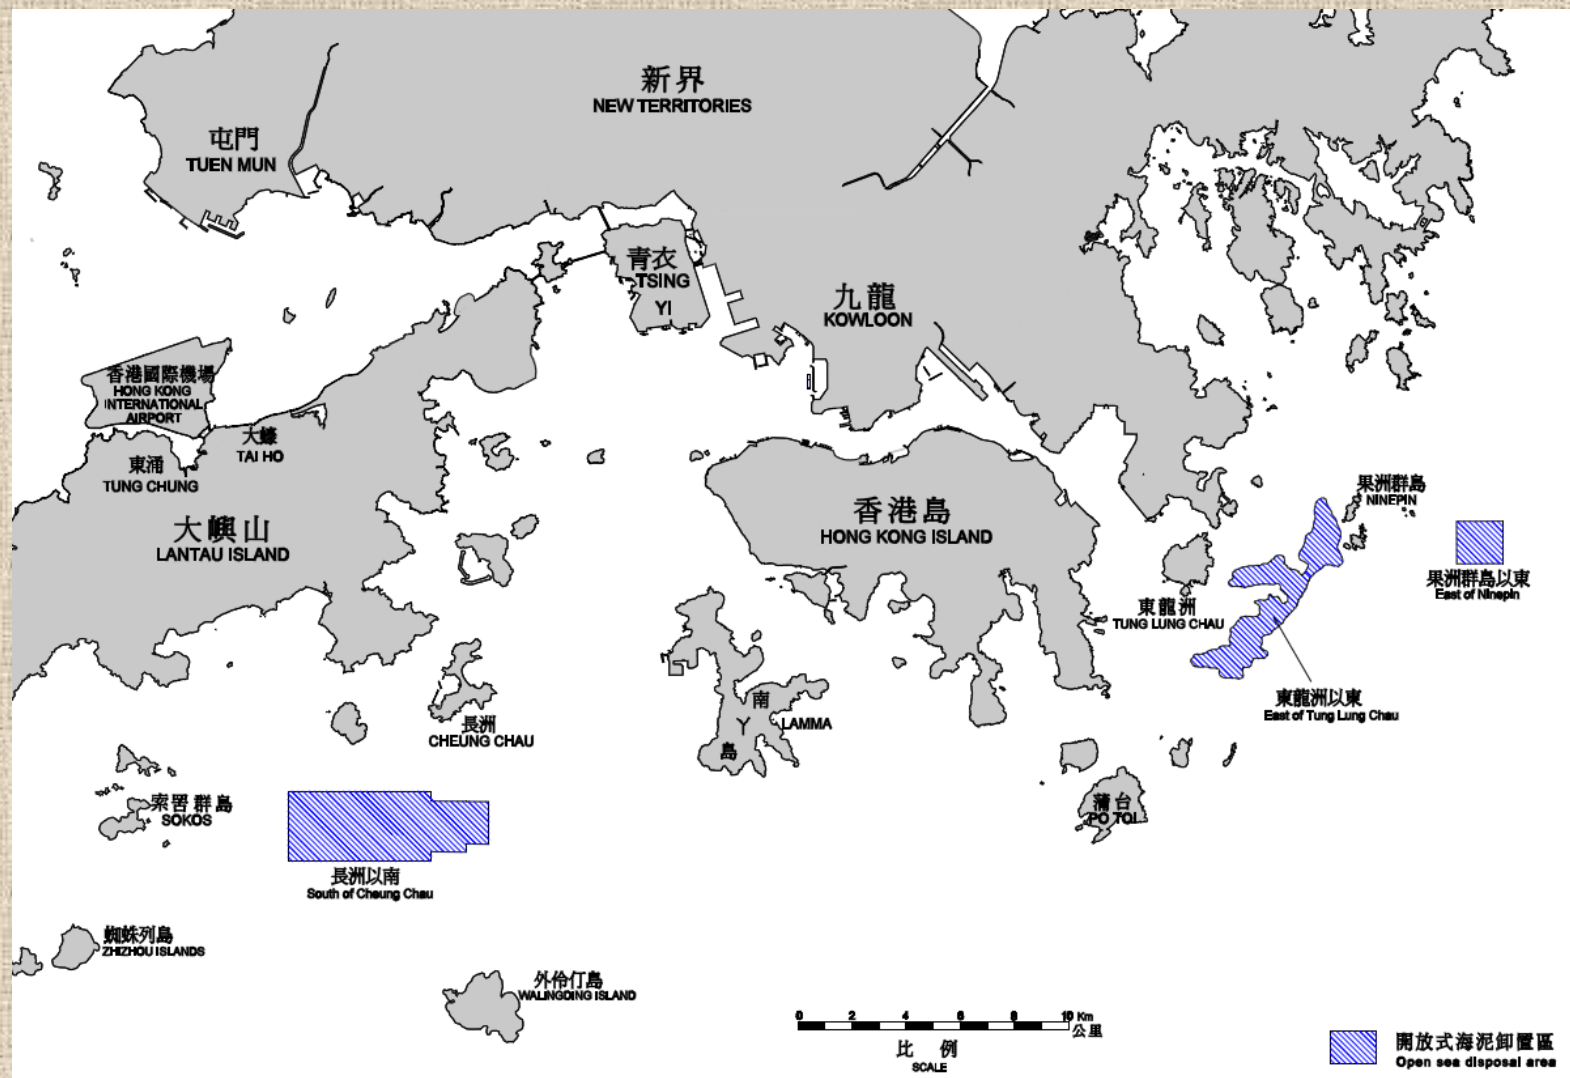 新界
NEW TERRITORIES
屯門
TUEN MUN
青衣
TSING
YI
九龍
KOWLOON
香港國際機場
HONG KONG
INTERNATIONAL
AIRPORT
大蠔
TAI HO
東涌
TUNG CHUNG
大嶼山
LANTAU ISLAND
香港島
HONG KONG ISLAND
果洲群島
NINEPIN
果洲群島以東
East of Ninepin
東龍洲
TUNG LUNG CHAU
東龍洲以東
East of Tung Lung Chau
南
丫
島
LAMMA
長洲
CHEUNG CHAU
索罟群島
SOKOS
蒲台
PO TOI
長洲以南
South of Cheung Chau
蜘蛛列島
ZHIZHOU ISLANDS
外伶仃島
WALINGDING ISLAND
0 2 4 6 8 10 Km
公里
比例
SCALE
開放式海泥卸置區
Open sea disposal area